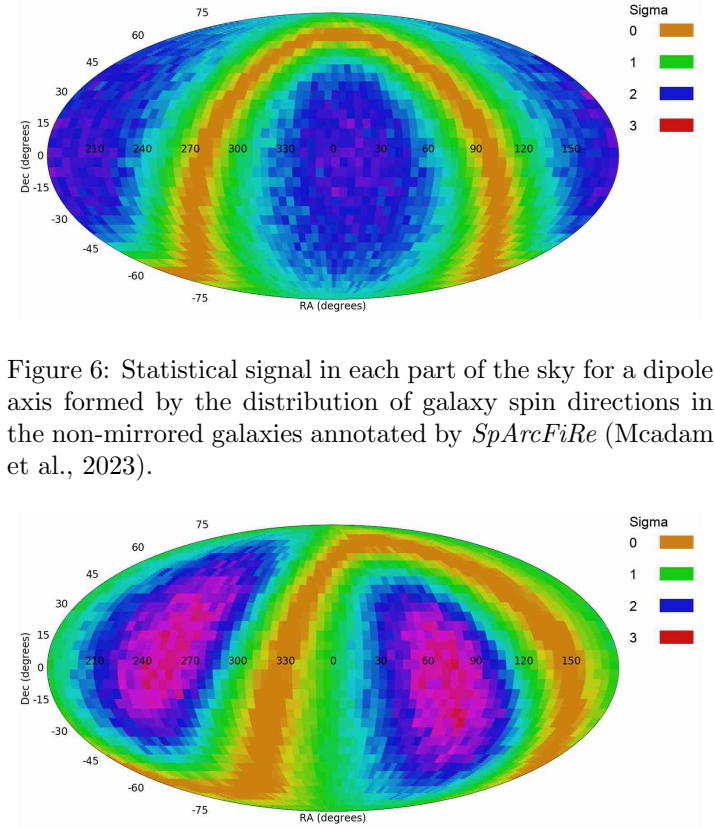 Sigma
0
1
2
3
75
60
45
30
15
0
-15
-30
-45
-60
-75
Dec (degrees)
210 240 270 300 330 0 30 60 90 120 150
RA (degrees)
Figure 6: Statistical signal in each part of the sky for a dipole
axis formed by the distribution of galaxy spin directions in
the non-mirrored galaxies annotated by SpArcFiRe (Mcadam
et al., 2023).
Sigma
0
1
2
3
75
60
45
30
15
0
-15
-30
-45
-60
-75
Dec (degrees)
210 240 270 300 330 0 30 60 90 120 150
RA (degrees)